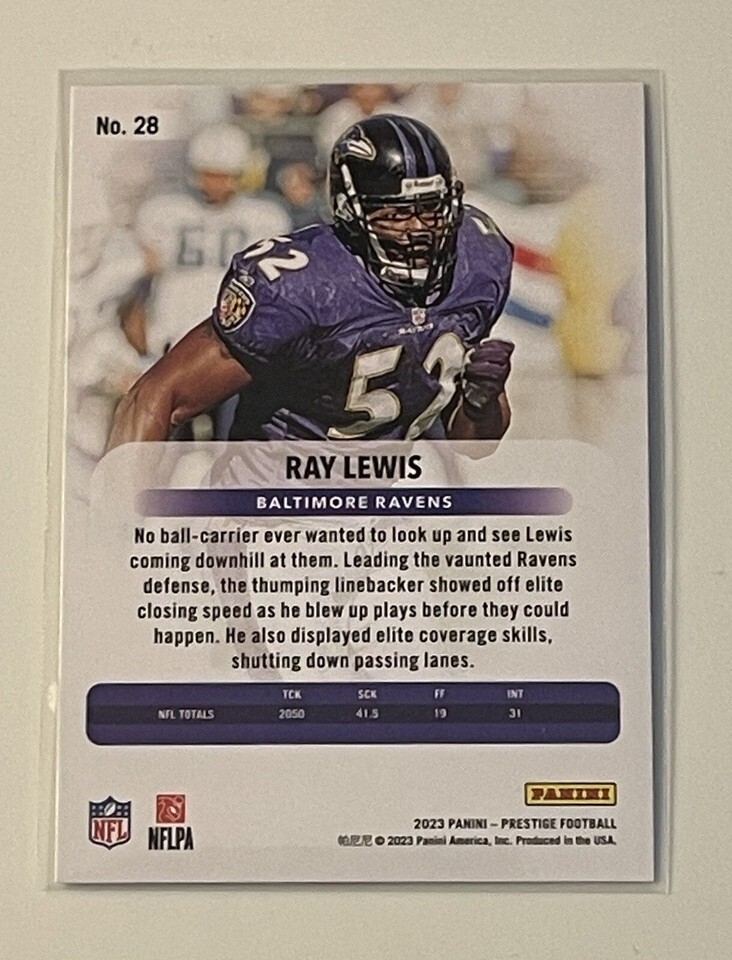 No. 28
60
52
52
RAVENS
RAY LEWIS
BALTIMORE RAVENS
No ball-carrier ever wanted to look up and see Lewis
coming downhill at them. Leading the vaunted Ravens
defense, the thumping linebacker showed off elite
closing speed as he blew up plays before they could
happen. He also displayed elite coverage skills,
shutting down passing lanes.
TCK SCK FF INT
NFL TOTALS 2050 41.5 19 31
PANINI
NFL NFLPA
2023 PANINI – PRESTIGE FOOTBALL
帕尼尼 © 2023 Panini America, Inc. Produced in the USA.